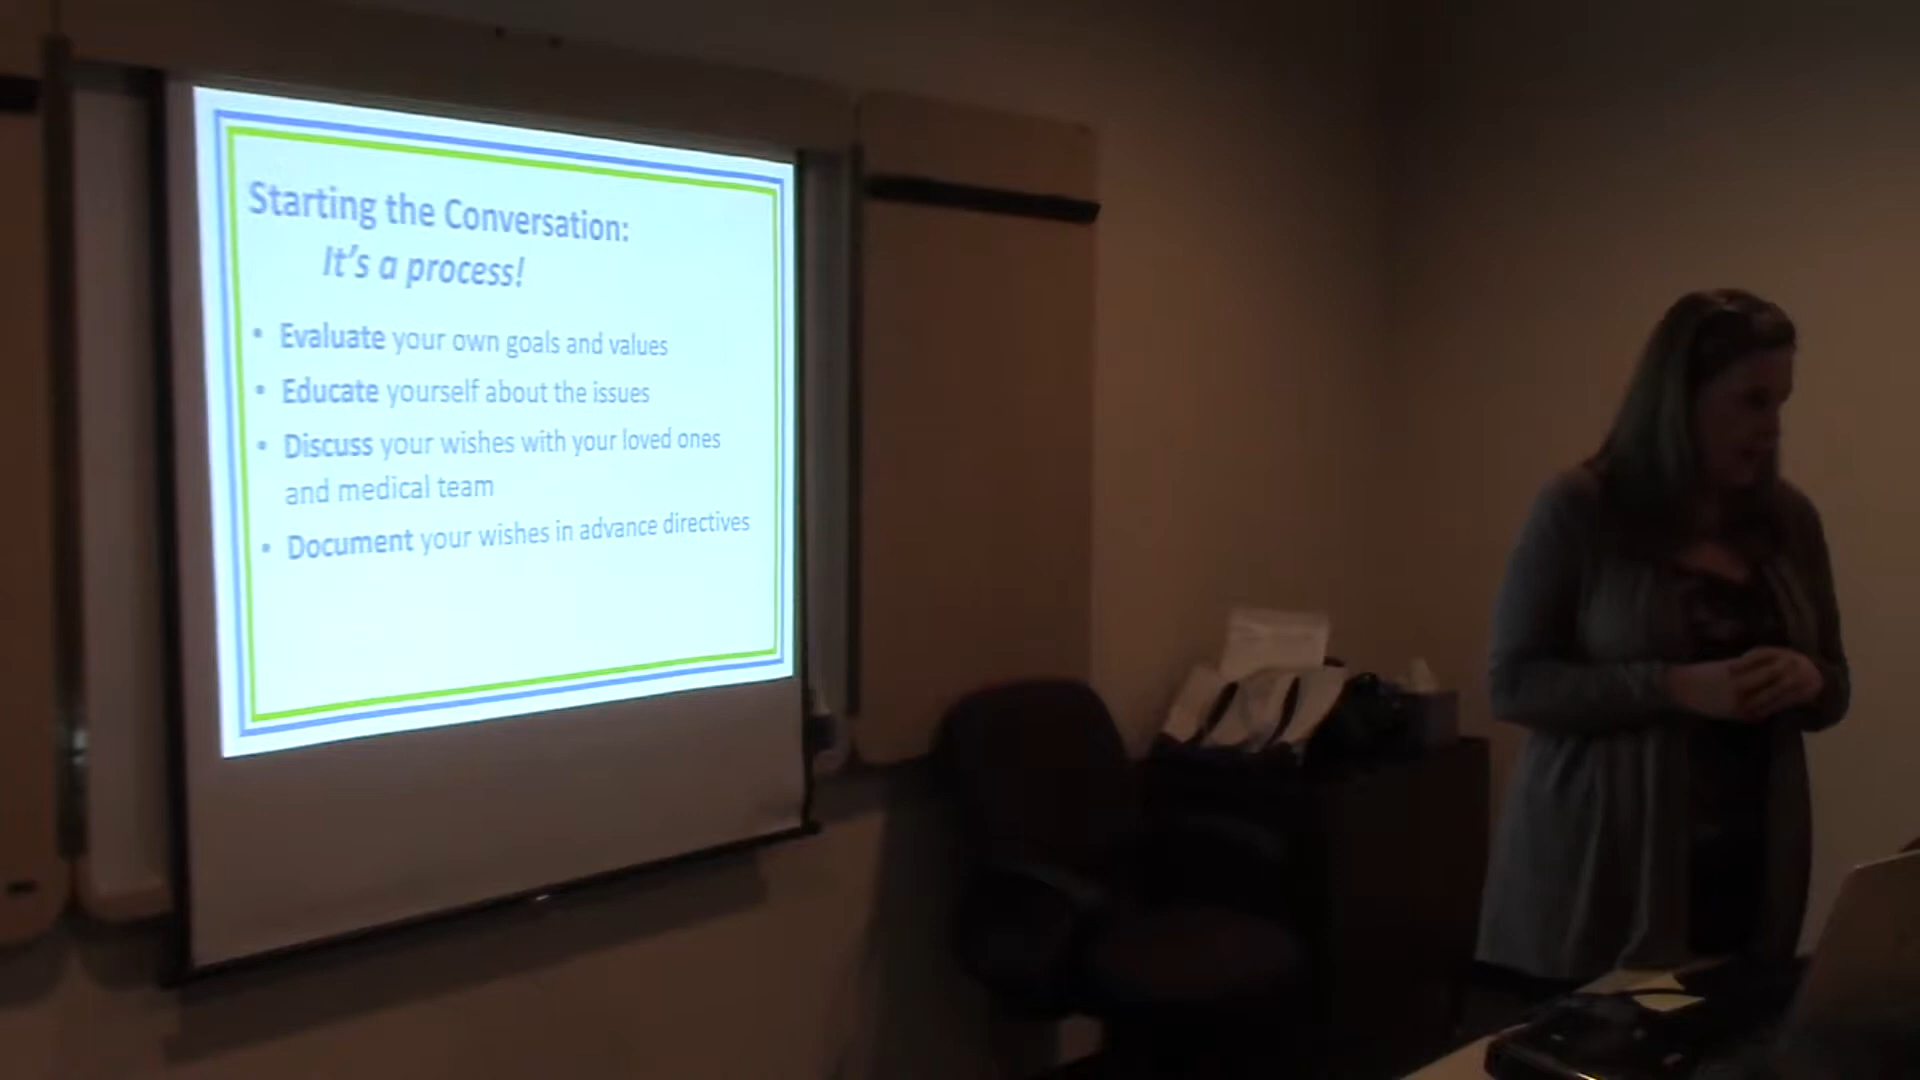 Starting the Conversation:
It's a process!
• Evaluate your own goals and values
• Educate yourself about the issues
• Discuss your wishes with your loved ones
and medical team
• Document your wishes in advance directives